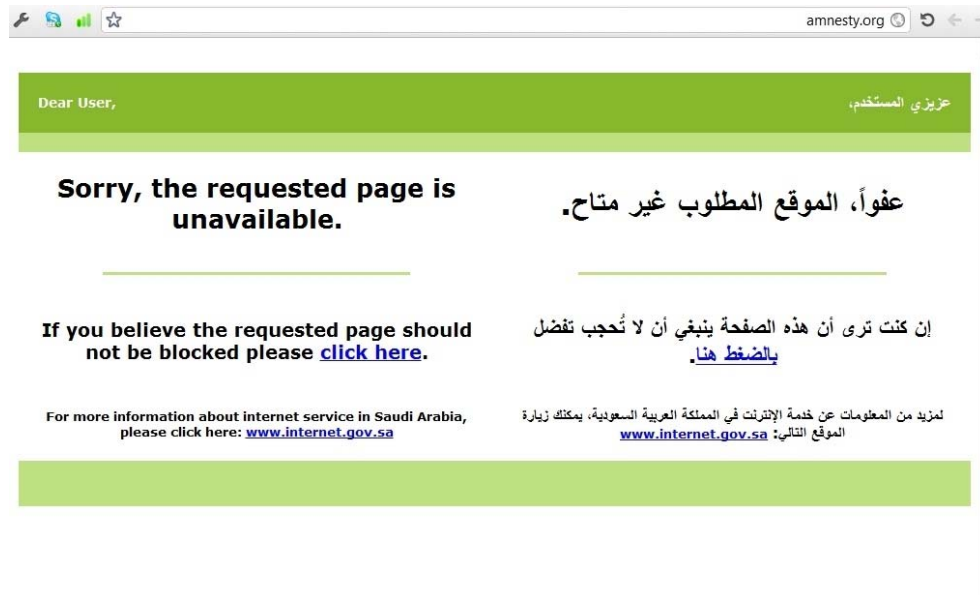 amnesty.org
Dear User,
عزيزي المستخدم،
Sorry, the requested page is
unavailable.
عفواً، الموقع المطلوب غير متاح.
If you believe the requested page should
not be blocked please click here.
إن كنت ترى أن هذه الصفحة ينبغي أن لا تُحجب تفضل
بالضغط هنا.
For more information about internet service in Saudi Arabia,
please click here: www.internet.gov.sa
لمزيد من المعلومات عن خدمة الإنترنت في المملكة العربية السعودية، يمكنك زيارة
الموقع التالي: www.internet.gov.sa